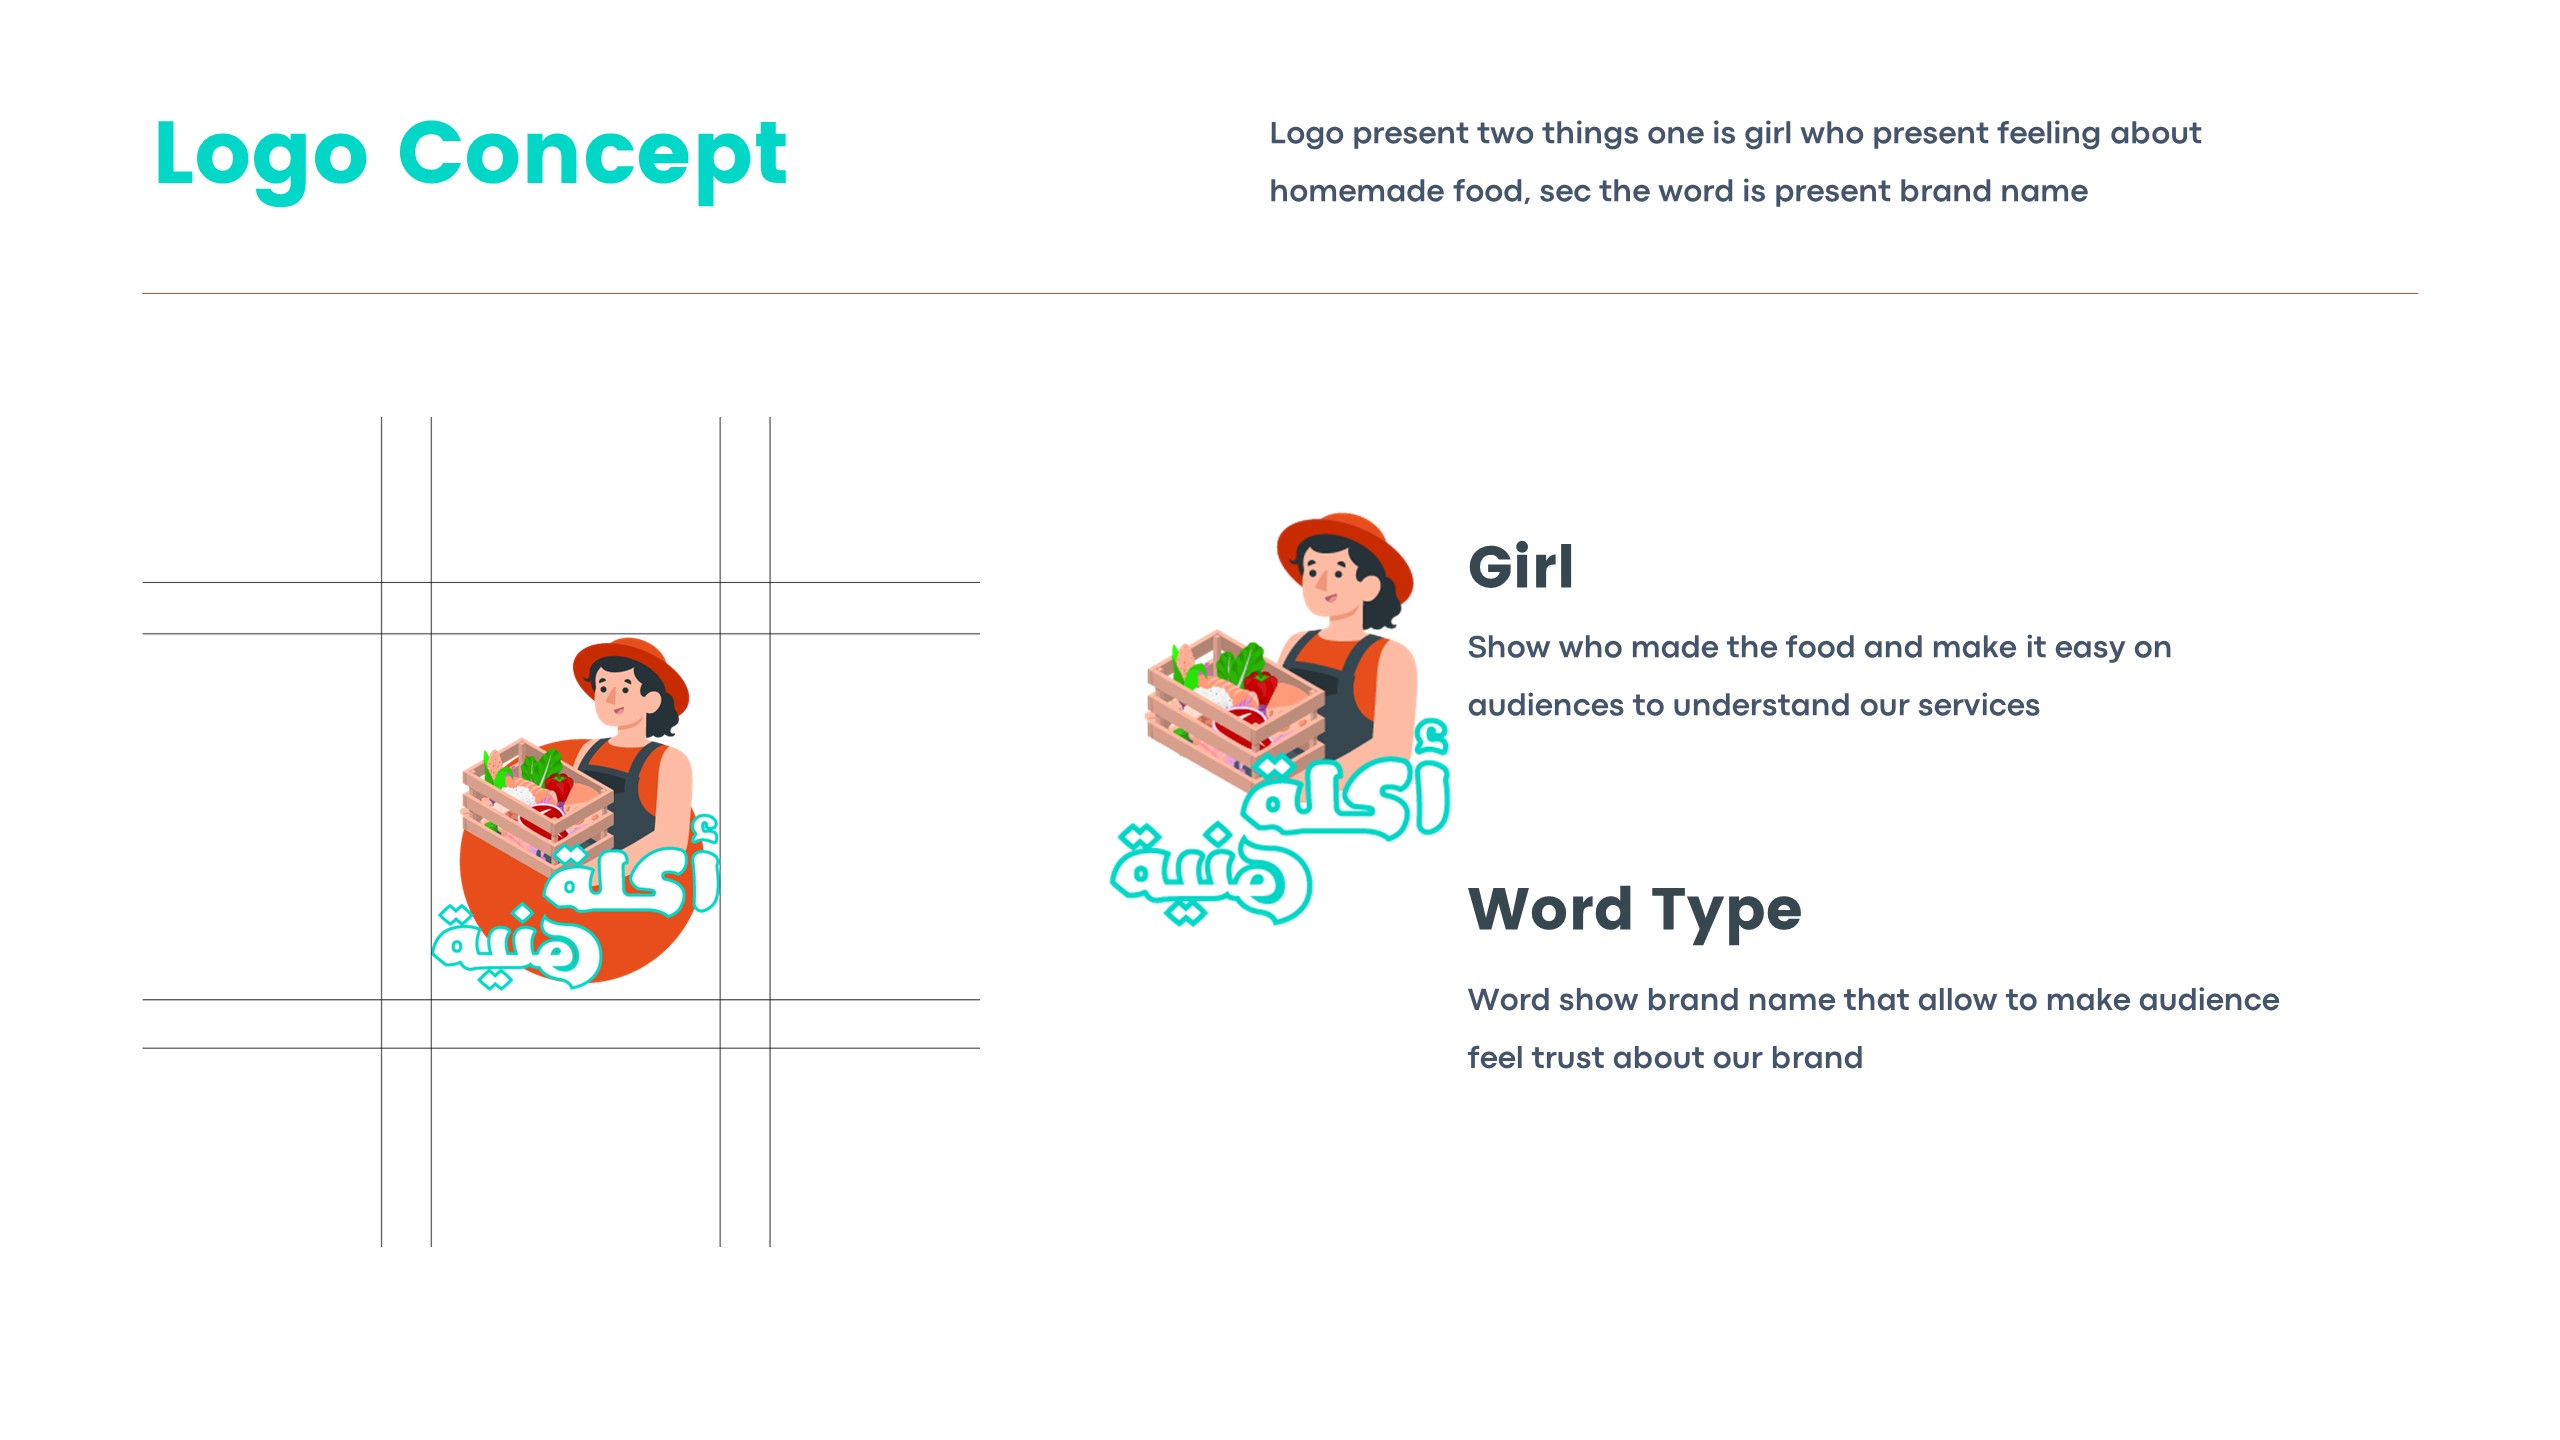 Logo Concept
Logo present two things one is girl who present feeling about
homemade food, sec the word is present brand name
أكلة
هنية
أكلة
هنية
Girl
Show who made the food and make it easy on
audiences to understand our services
Word Type
Word show brand name that allow to make audience
feel trust about our brand